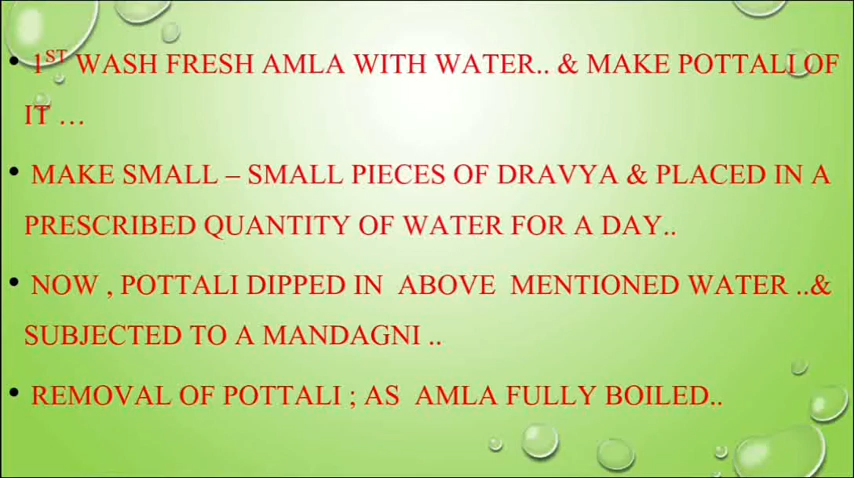 • 1ST WASH FRESH AMLA WITH WATER.. & MAKE POTTALI OF
IT …
• MAKE SMALL – SMALL PIECES OF DRAVYA & PLACED IN A
PRESCRIBED QUANTITY OF WATER FOR A DAY..
• NOW , POTTALI DIPPED IN ABOVE MENTIONED WATER ..&
SUBJECTED TO A MANDAGNI ..
• REMOVAL OF POTTALI ; AS AMLA FULLY BOILED..